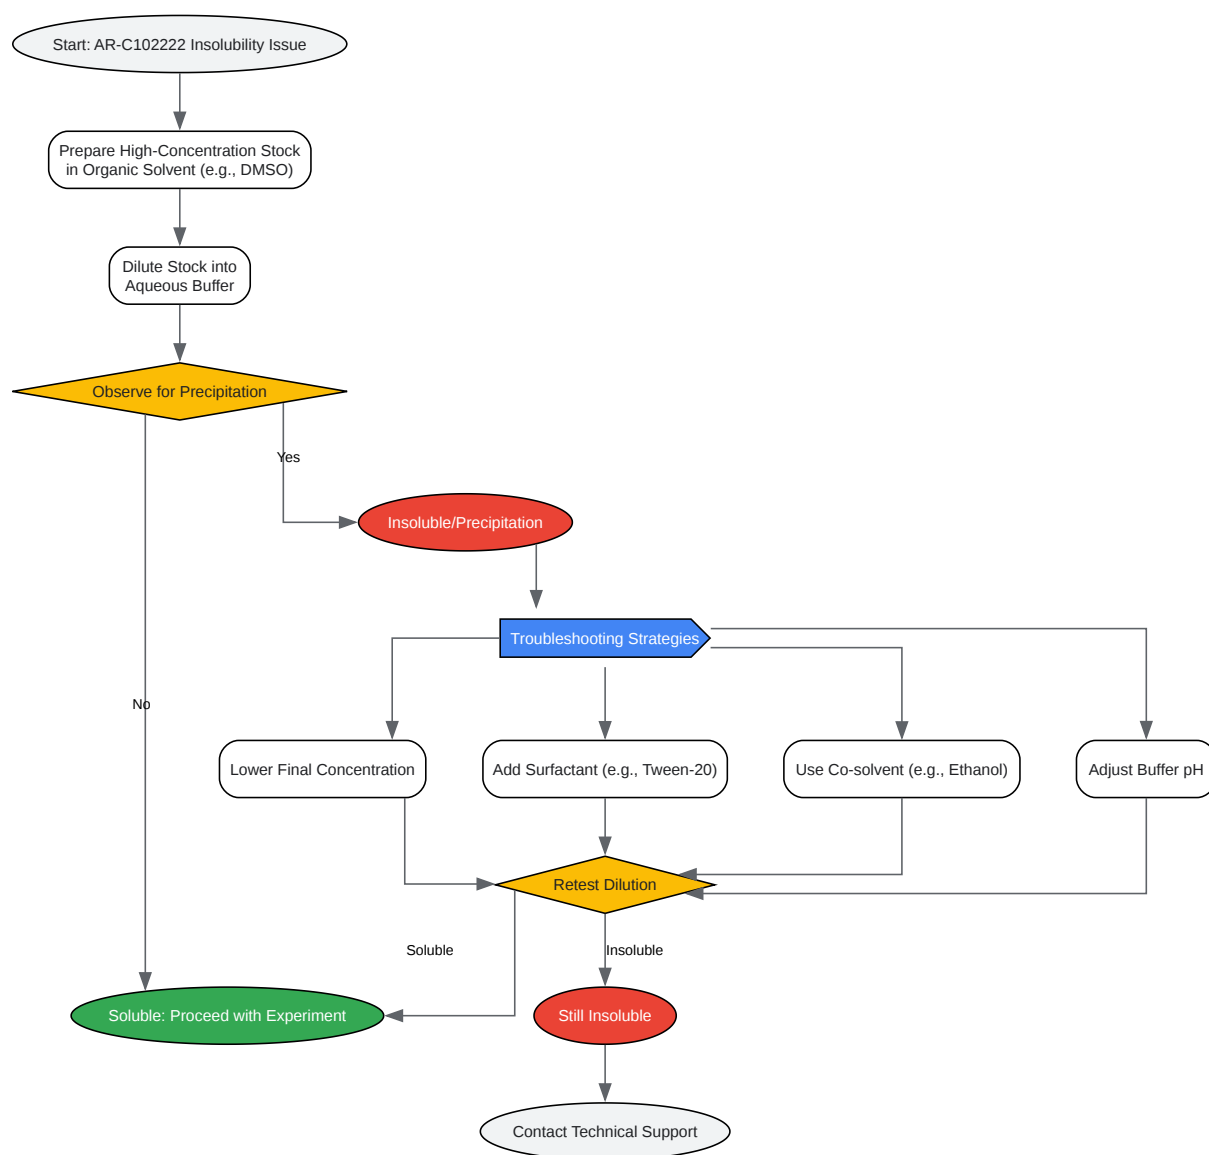 Start: AR-C102222 Insolubility Issue
Prepare High-Concentration Stock
in Organic Solvent (e.g., DMSO)
Dilute Stock into
Aqueous Buffer
Observe for Precipitation
Yes
Insoluble/Precipitation
Troubleshooting Strategies
No
Lower Final Concentration
Add Surfactant (e.g., Tween-20)
Use Co-solvent (e.g., Ethanol)
Adjust Buffer pH
Retest Dilution
Soluble
Insoluble
Soluble: Proceed with Experiment
Still Insoluble
Contact Technical Support